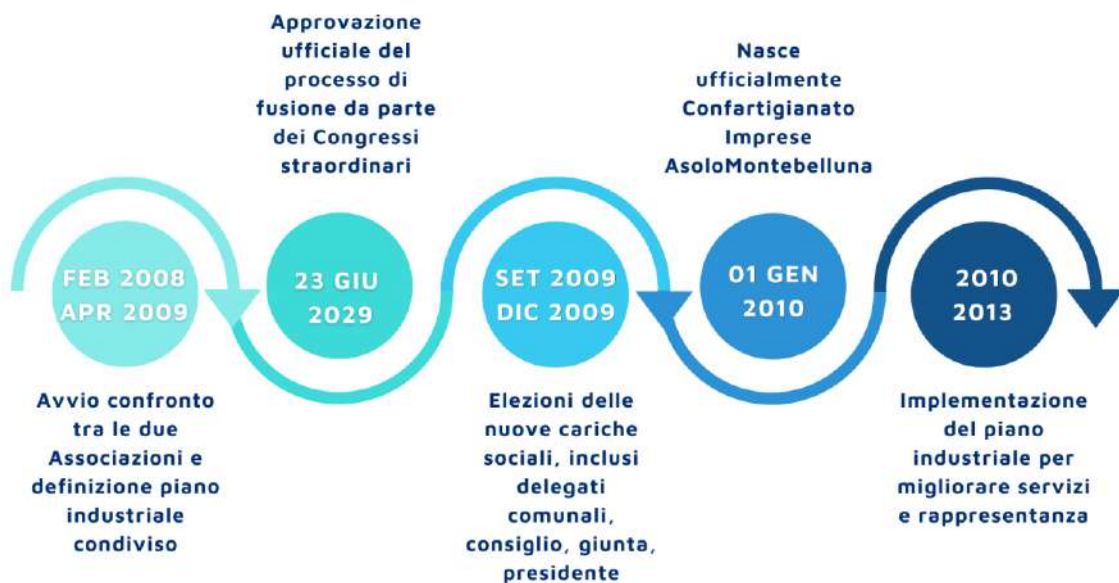 FEB 2008
APR 2009
Avvio confronto
tra le due
Associazioni e
definizione piano
industriale
condiviso
Approvazione
ufficiale del
processo di
fusione da parte
dei Congressi
straordinari
23 GIU
2029
SET 2009
DIC 2009
Elezioni delle
nuove cariche
sociali, inclusi
delegati
comunali,
consiglio, giunta,
presidente
Nasce
ufficialmente
Confartigianato
Imprese
AsoloMontebelluna
01 GEN
2010
2010
2013
Implementazione
del piano
industriale per
migliorare servizi
e rappresentanza